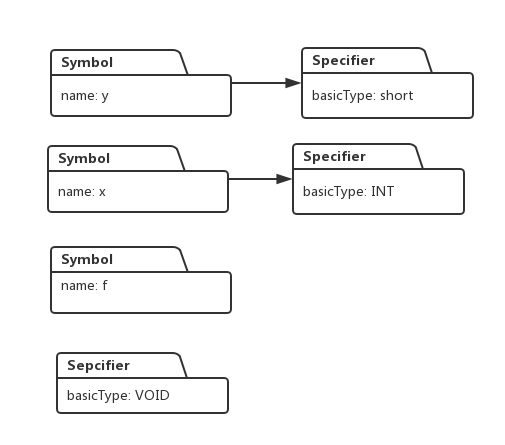 Symbol
name: y
Specifier
basicType: short
Symbol
name: x
Specifier
basicType: INT
Symbol
name: f
Sepcifier
basicType: VOID